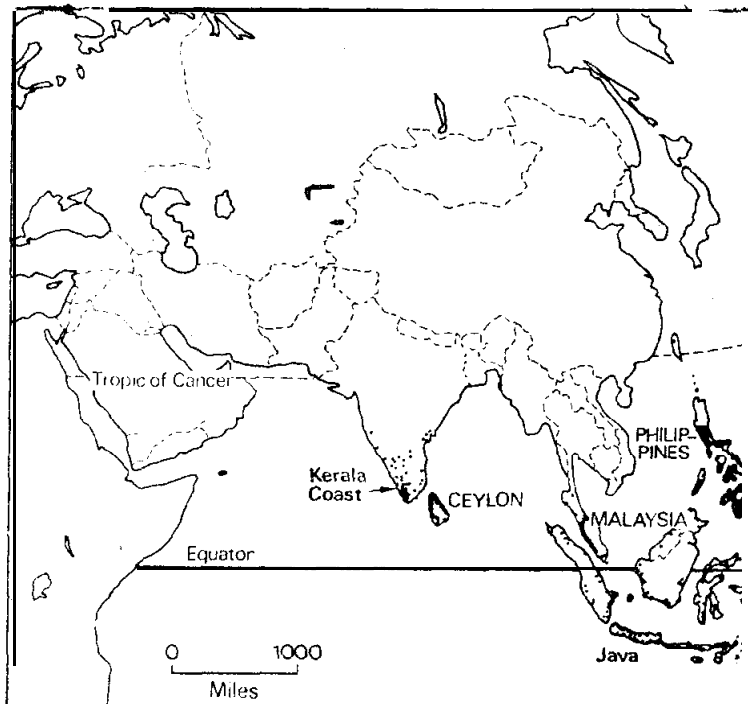 Tropic of Cancer
PHILIP-
PINES
Kerala
Coast
CEYLON
MALAYSIA
Equator
0 1000
Miles
Java